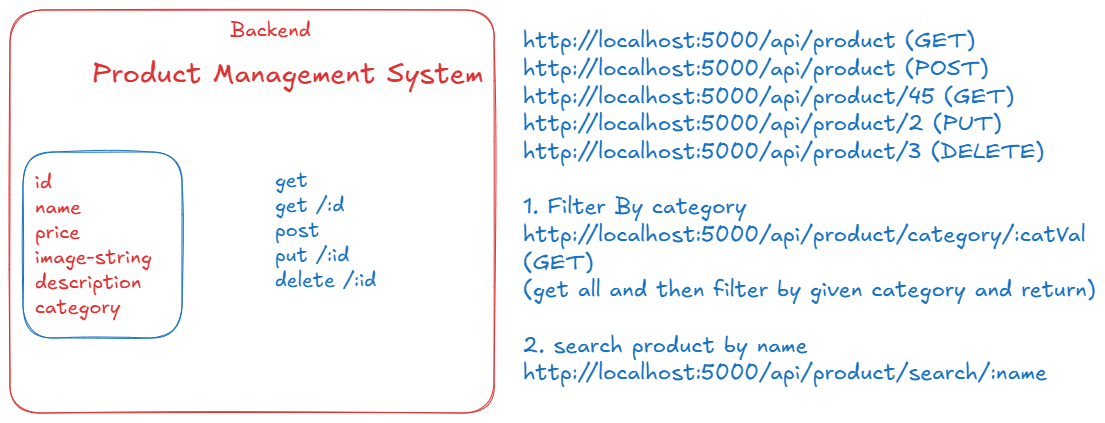 Backend
Product Management System
id
name
price
image-string
description
category
get
get /:id
post
put /:id
delete /:id
http://localhost:5000/api/product (GET)
http://localhost:5000/api/product (POST)
http://localhost:5000/api/product/45 (GET)
http://localhost:5000/api/product/2 (PUT)
http://localhost:5000/api/product/3 (DELETE)
1. Filter By category
http://localhost:5000/api/product/category/:catVal
(GET)
(get all and then filter by given category and return)
2. search product by name
http://localhost:5000/api/product/search/:name